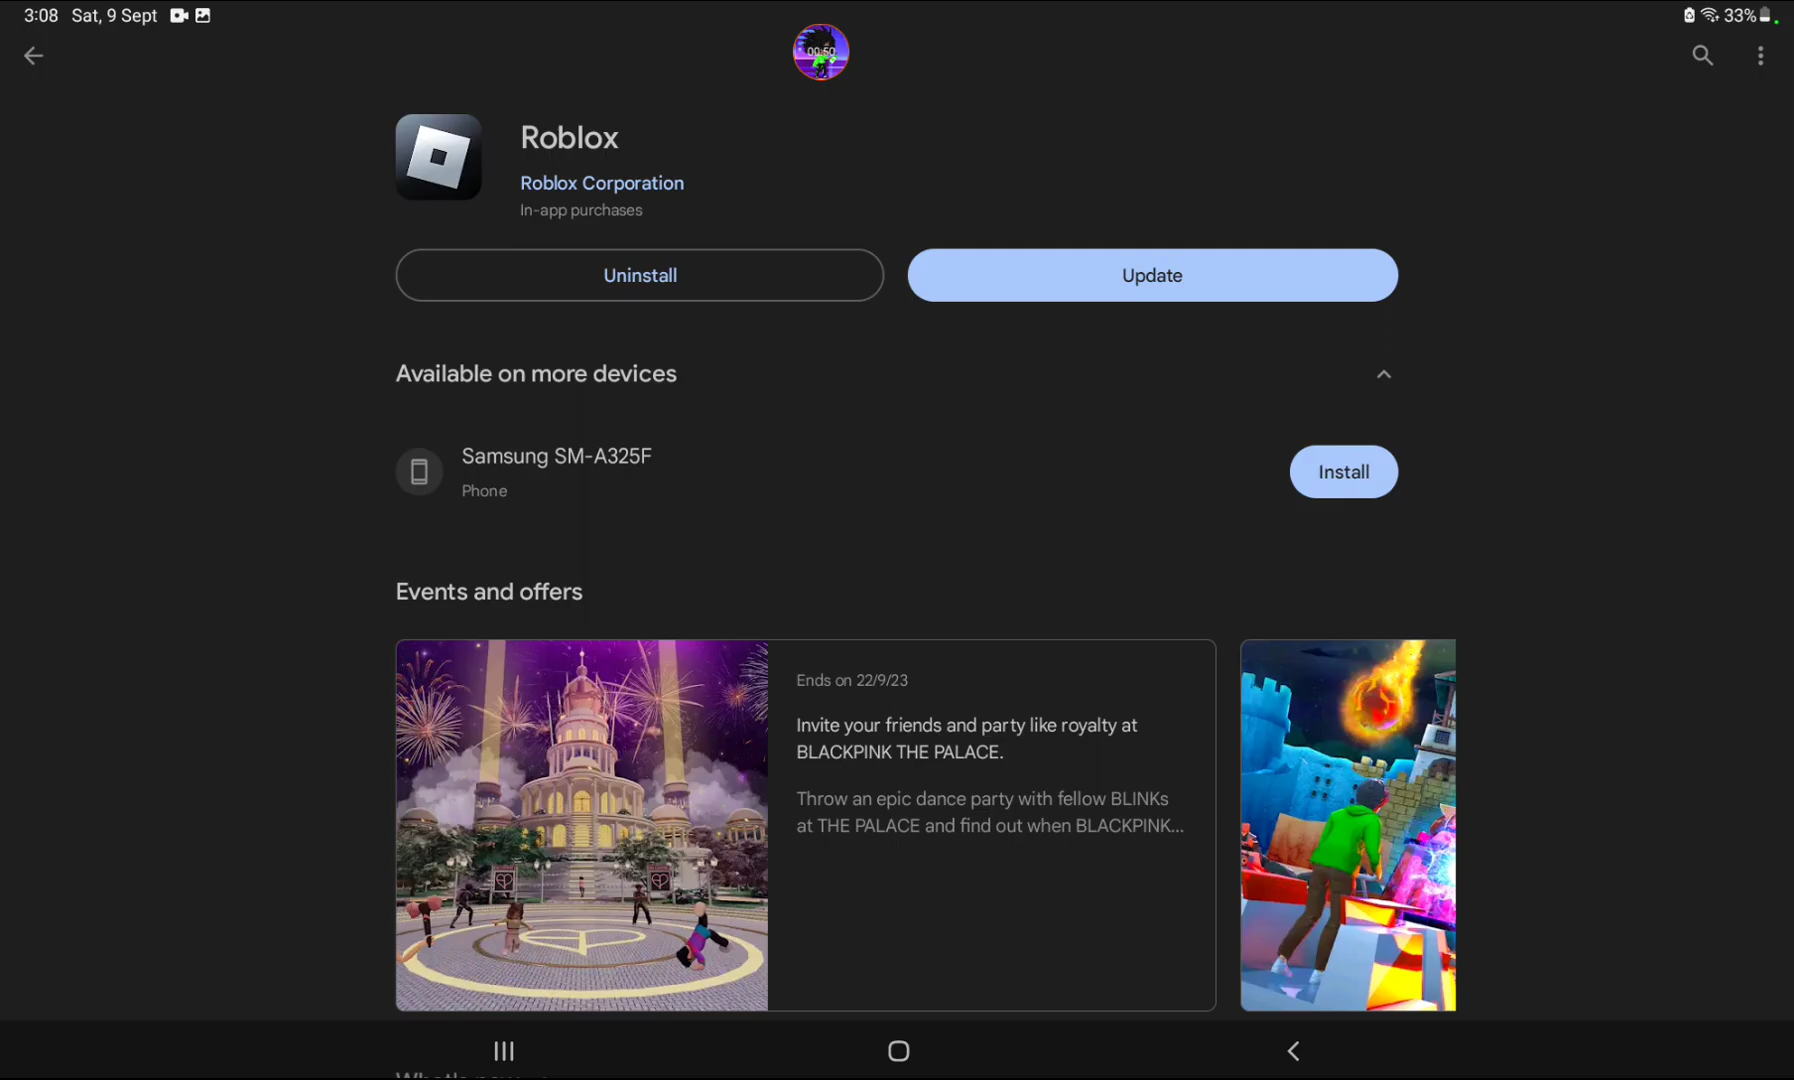 3:08 Sat, 9 Sept
33%
00:50
Roblox
Roblox Corporation
In-app purchases
Uninstall
Update
Available on more devices
Samsung SM-A325F
Phone
Install
Events and offers
Ends on 22/9/23
Invite your friends and party like royalty at
BLACKPINK THE PALACE.
Throw an epic dance party with fellow BLINKs
at THE PALACE and find out when BLACKPINK...